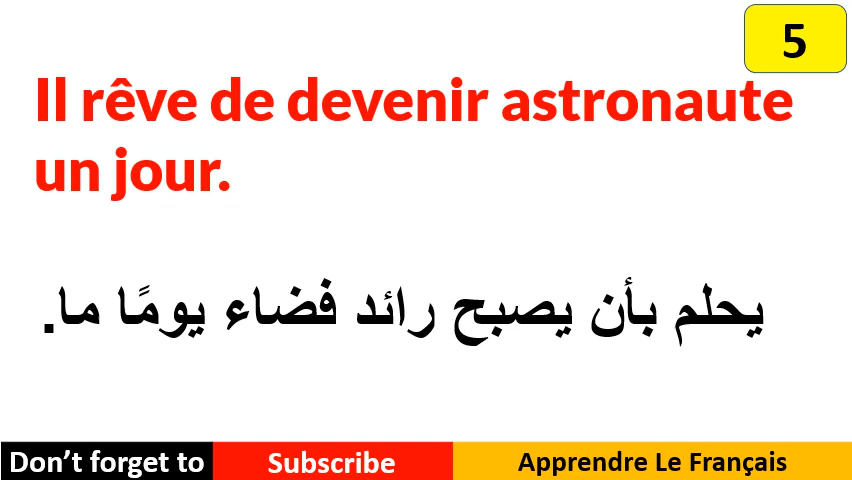 5
Il rêve de devenir astronaute
un jour.
يحلم بأن يصبح رائد فضاء يومًا ما.
Don’t forget to Subscribe Apprendre Le Français